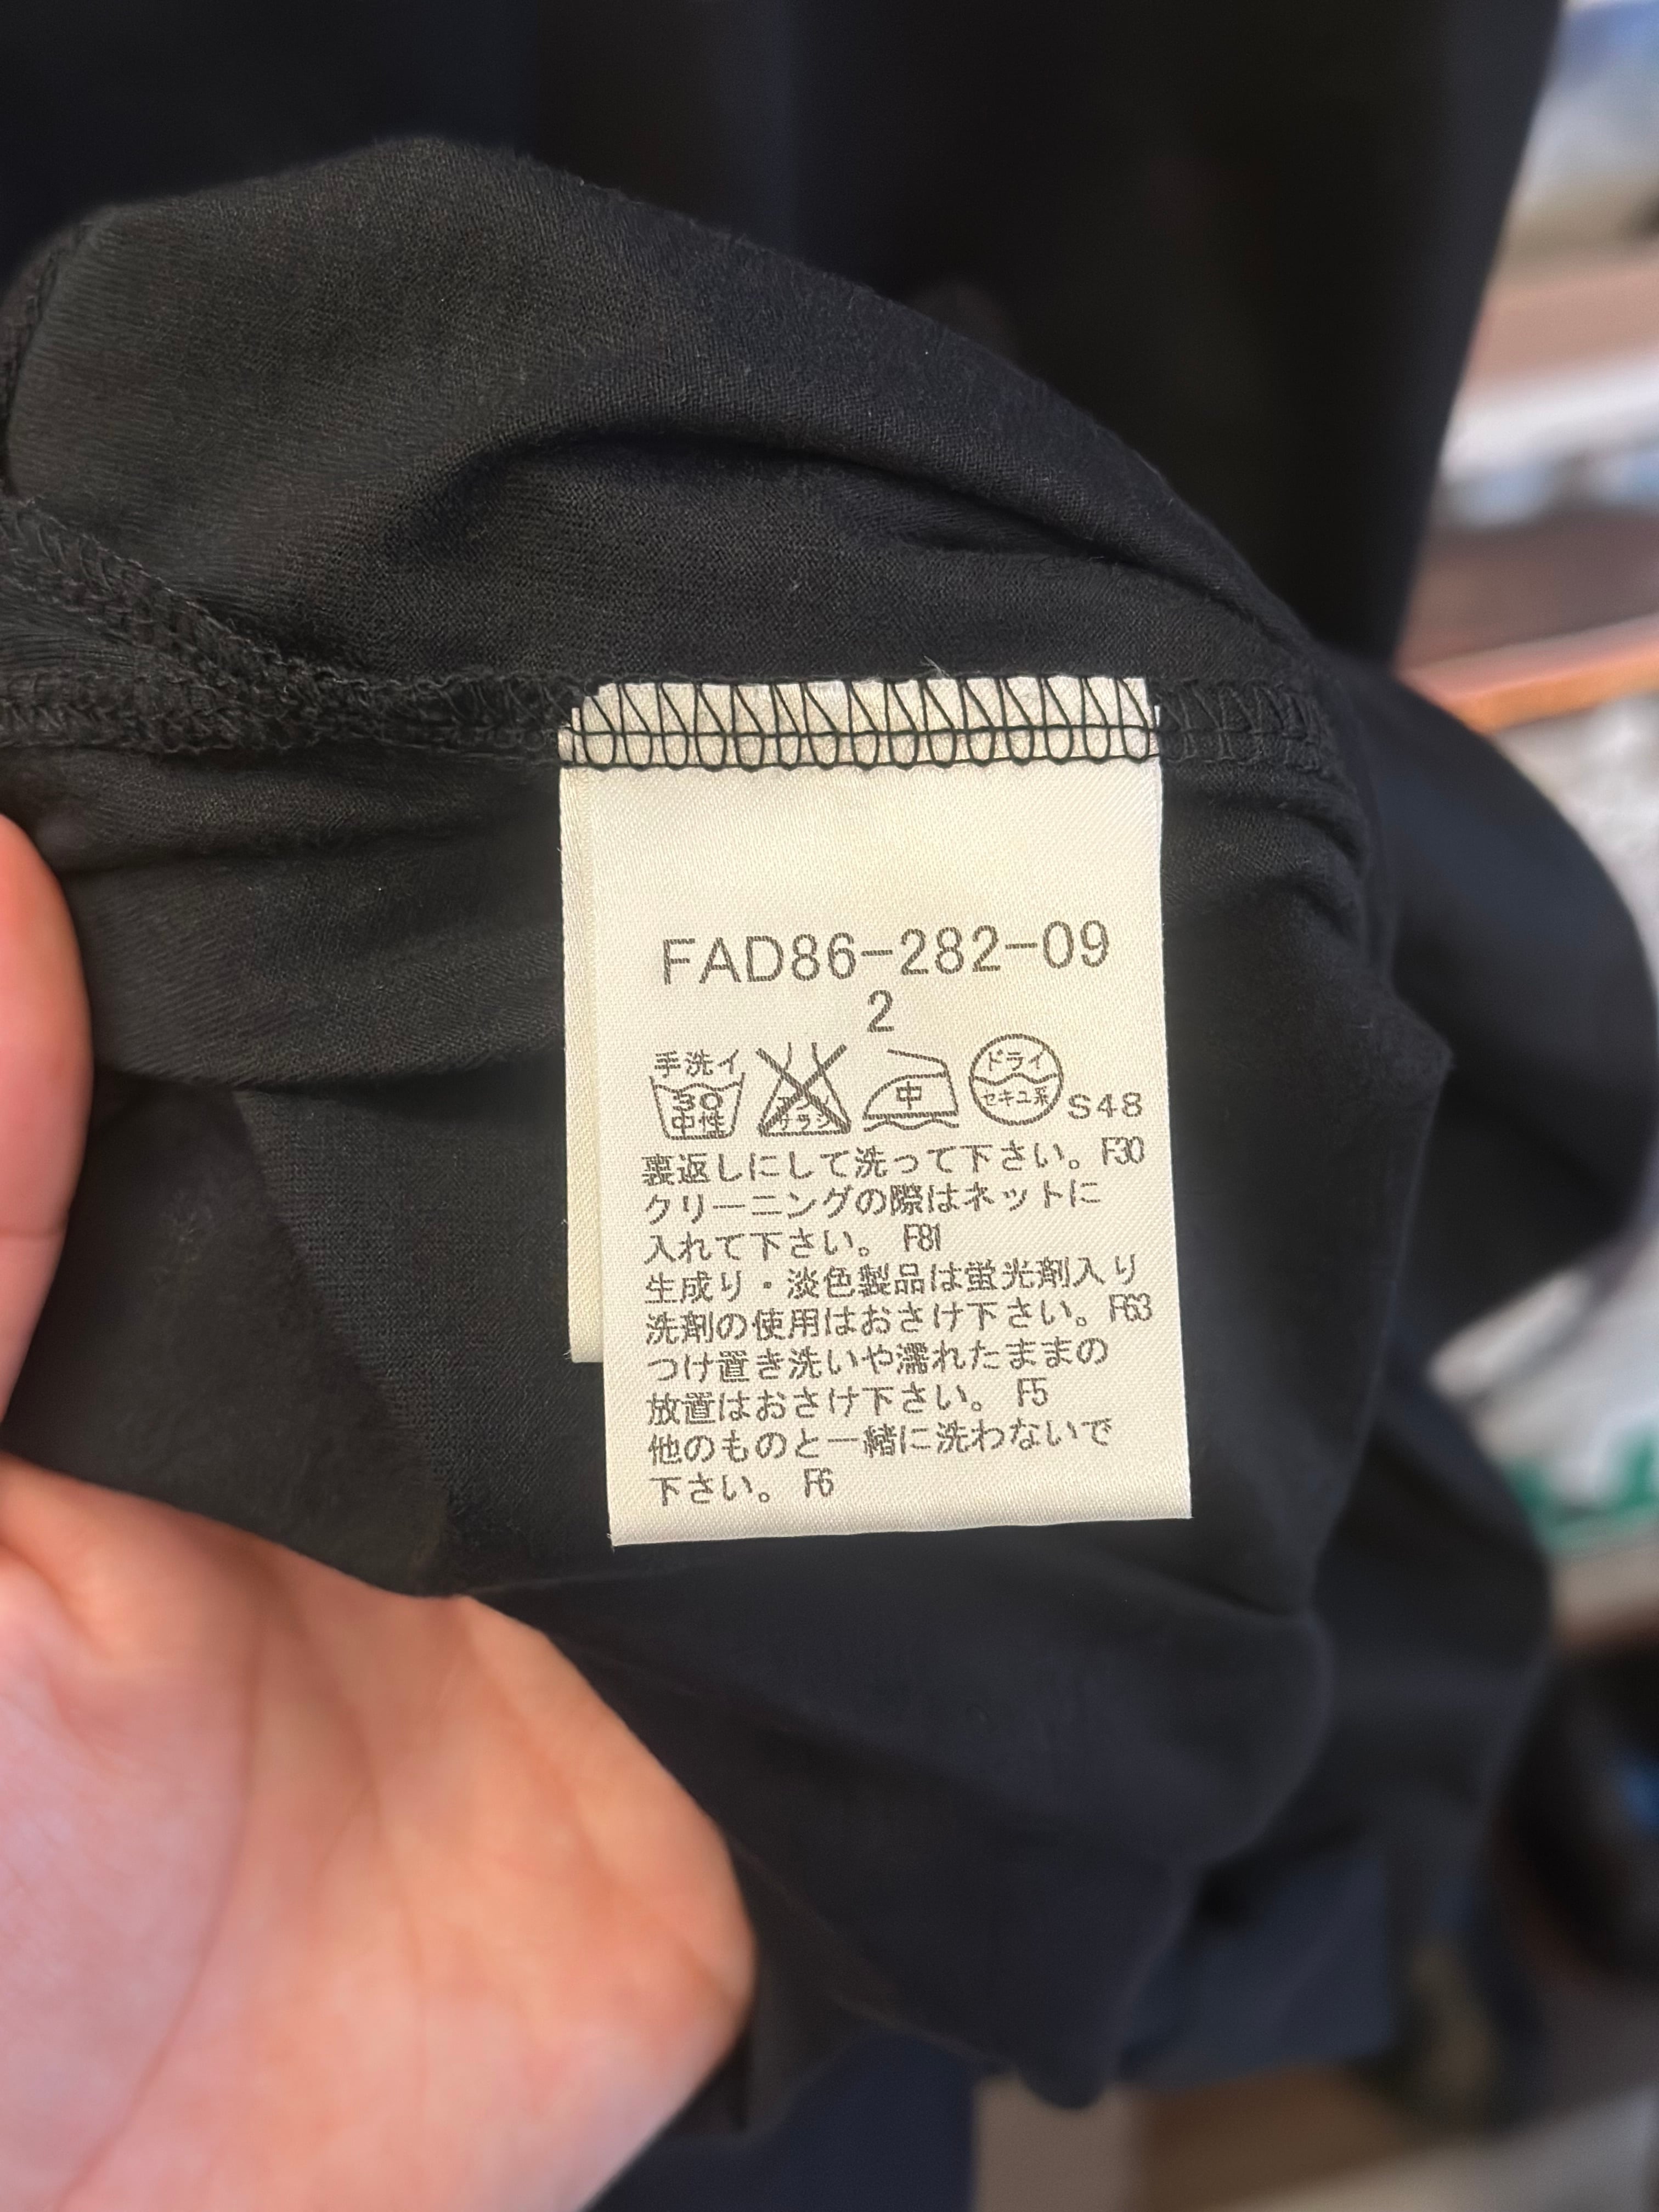 FAD86-282-09
2
手洗イ
30
中性
エンソ
サラシ
中
ドライ
セキユ系
S48
裏返しにして洗って下さい。F30
クリーニングの際はネットに
入れて下さい。 F81
生成り・淡色製品は蛍光剤入り
洗剤の使用はおさけ下さい。F63
つけ置き洗いや濡れたままの
放置はおさけ下さい。 F5
他のものと一緒に洗わないで
下さい。 F6